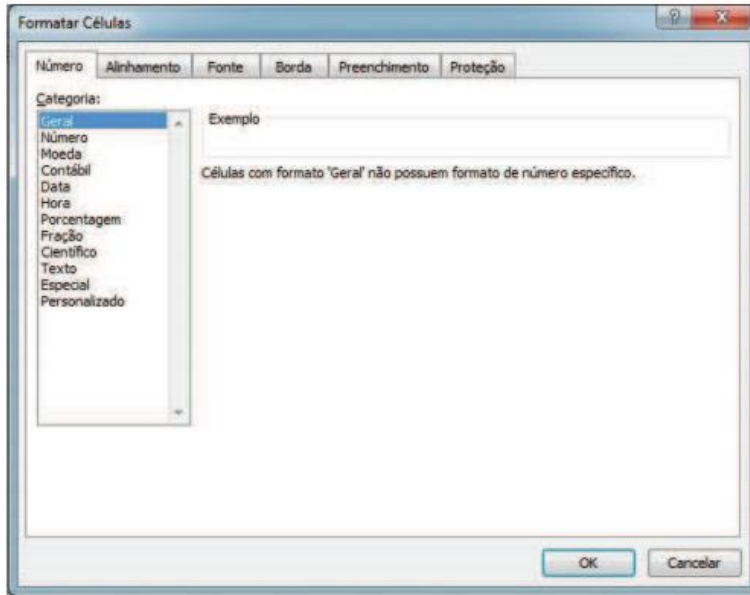 Formatar Células
Número Alinhamento Fonte Borda Preenchimento Proteção
Categoria:
Geral
Número
Moeda
Contábil
Data
Hora
Porcentagem
Fração
Científico
Texto
Especial
Personalizado
Exemplo
Células com formato 'Geral' não possuem formato de número específico.
OK Cancelar